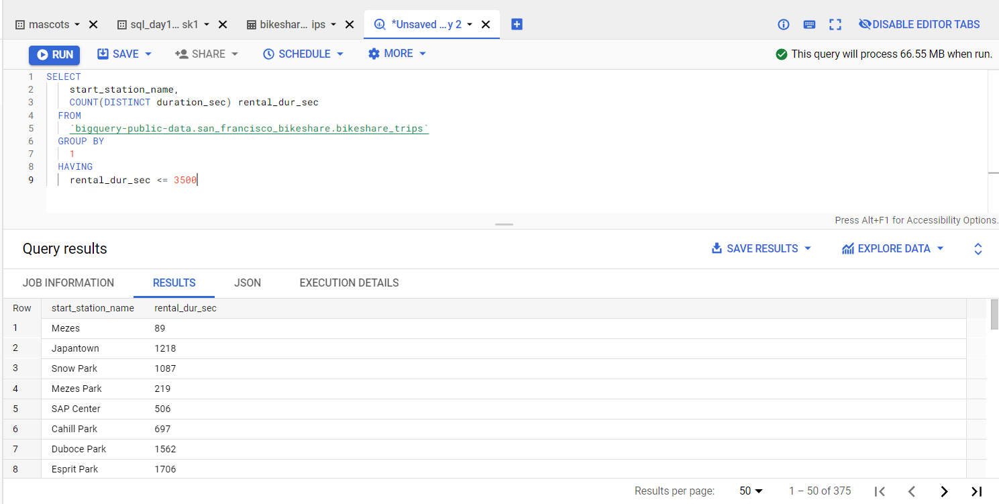 mascots sql_day1... sk1 bikeshar... ips *Unsaved ...y 2 DISABLE EDITOR TABS
RUN SAVE SHARE SCHEDULE MORE This query will process 66.55 MB when run.
1 SELECT
2 start_station_name,
3 COUNT(DISTINCT duration_sec) rental_dur_sec
4 FROM
5 `bigquery-public-data.san_francisco_bikeshare.bikeshare_trips`
6 GROUP BY
7 1
8 HAVING
9 rental_dur_sec <= 3500
Press Alt+F1 for Accessibility Options.
Query results SAVE RESULTS EXPLORE DATA
JOB INFORMATION RESULTS JSON EXECUTION DETAILS
Row start_station_name rental_dur_sec
1 Mezes 89
2 Japantown 1218
3 Snow Park 1087
4 Mezes Park 219
5 SAP Center 506
6 Cahill Park 697
7 Duboce Park 1562
8 Esprit Park 1706
Results per page: 50 1 – 50 of 375